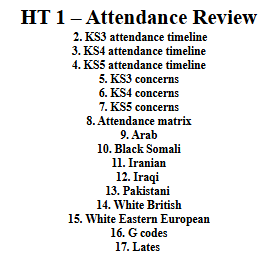 HT 1 – Attendance Review
2. KS3 attendance timeline
3. KS4 attendance timeline
4. KS5 attendance timeline
5. KS3 concerns
6. KS4 concerns
7. KS5 concerns
8. Attendance matrix
9. Arab
10. Black Somali
11. Iranian
12. Iraqi
13. Pakistani
14. White British
15. White Eastern European
16. G codes
17. Lates